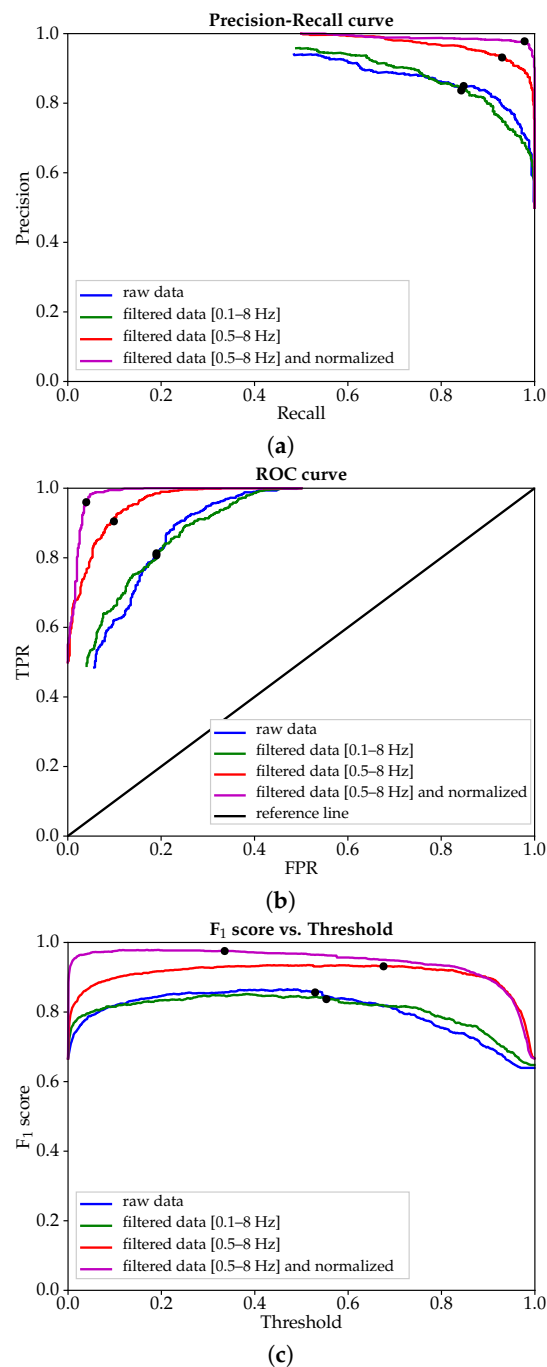 Precision-Recall curve
1.0
0.8
0.6
0.4
0.2
0.0
Precision
raw data
filtered data [0.1–8 Hz]
filtered data [0.5–8 Hz]
filtered data [0.5–8 Hz] and normalized
0.0 0.2 0.4 0.6 0.8 1.0
Recall
(a)
ROC curve
1.0
0.8
0.6
0.4
0.2
0.0
TPR
raw data
filtered data [0.1–8 Hz]
filtered data [0.5–8 Hz]
filtered data [0.5–8 Hz] and normalized
reference line
0.0 0.2 0.4 0.6 0.8 1.0
FPR
(b)
F₁ score vs. Threshold
1.0
0.8
0.6
0.4
0.2
0.0
F₁ score
raw data
filtered data [0.1–8 Hz]
filtered data [0.5–8 Hz]
filtered data [0.5–8 Hz] and normalized
0.0 0.2 0.4 0.6 0.8 1.0
Threshold
(c)